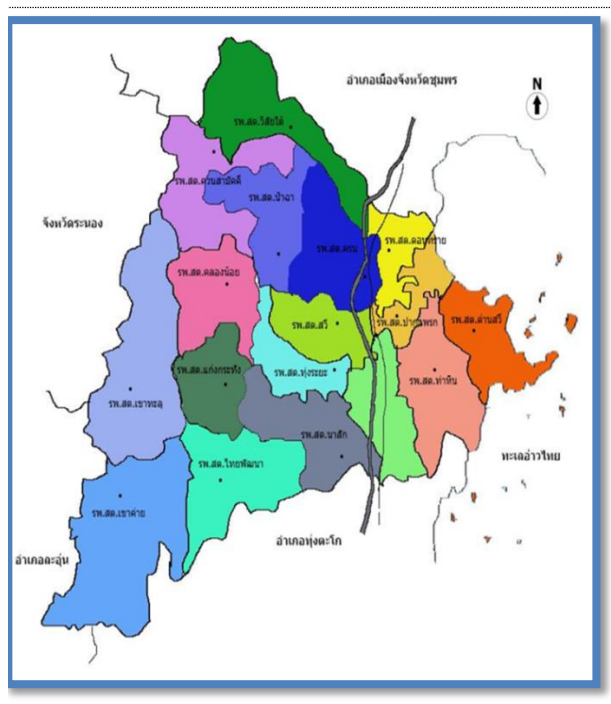 อำเภอเมืองจังหวัดชุมพร
N
รพ.สต.วิสัยใต้
รพ.สต.ควนสามัคคี
รพ.สต.ป่าฉา
จังหวัดระนอง
รพ.สต.ครน
รพ.สต.ดอนทราย
รพ.สต.คลองน้อย
รพ.สต.สวี
รพ.สต.ปากแพรก
รพ.สต.ด่านสวี
รพ.สต.แก่งกระทั่ง
รพ.สต.ทุ่งระยะ
รพ.สต.ท่าหิน
รพ.สต.เขาทะลุ
รพ.สต.นาสัก
ทะเลอ่าวไทย
รพ.สต.ไทยพัฒนา
รพ.สต.เขาค่าย
อำเภอทุ่งตะโก
อำเภอละอุ่น